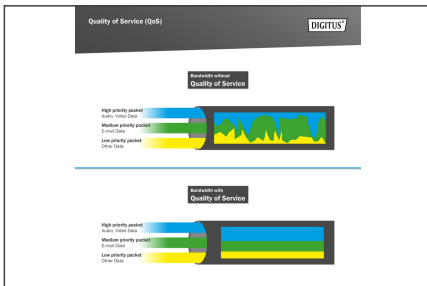 Quality of Service (QoS)
DIGITUS®
Bandwidth without
Quality of Service
High priority packet
Audio, Video Data
Medium priority packet
E-mail Data
Low priority packet
Other Data
Bandwidth with
Quality of Service
High priority packet
Audio, Video Data
Medium priority packet
E-mail Data
Low priority packet
Other Data